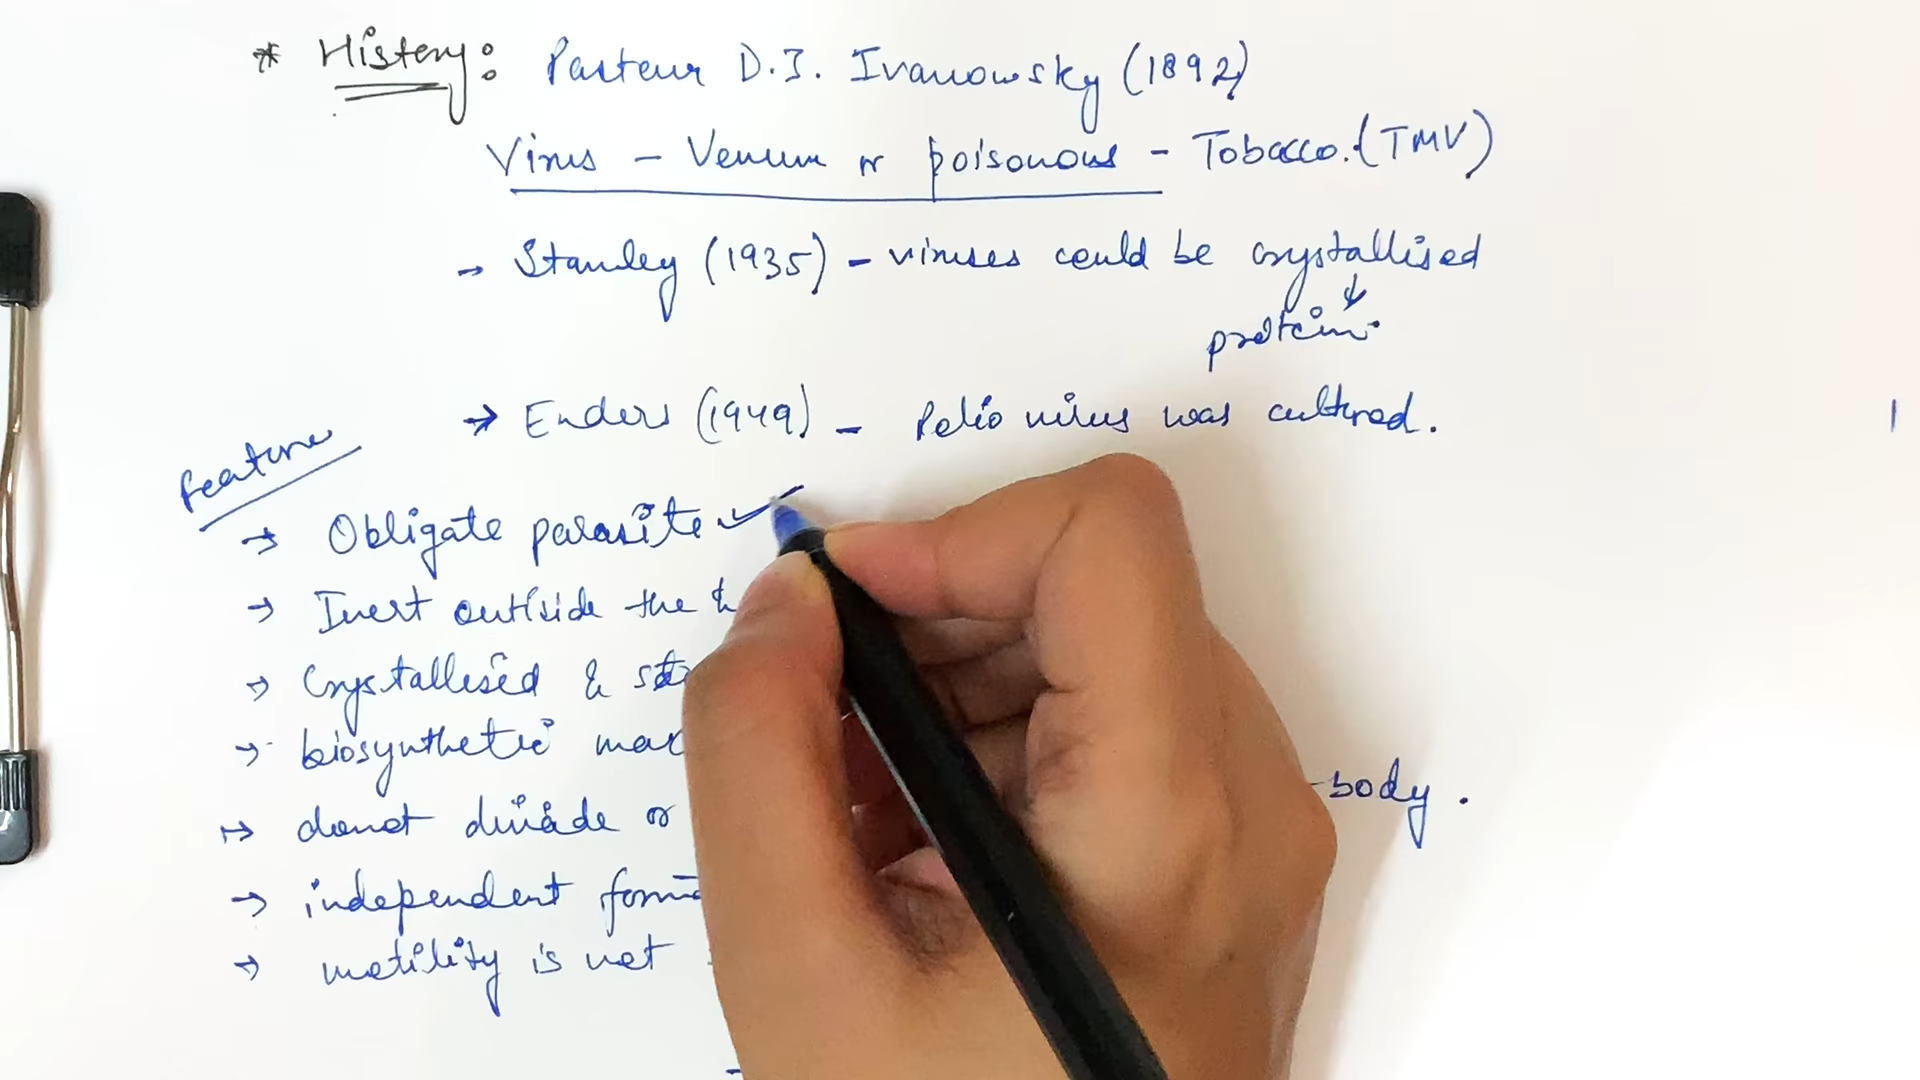 * History: Pasteur D.I. Ivanowsky (1892)
Virus - Venum or poisonous - Tobacco. (TMV)
→ Stanley (1935) - viruses could be crystallised
↓
protein.
→ Enders (1949) - Polio virus was cultured.
Feature
→ Obligate parasite ✓
→ Inert outside the
→ Crystallised &
→ biosynthetic
→ donot divide or
-body.
→ independent
→ motility is not